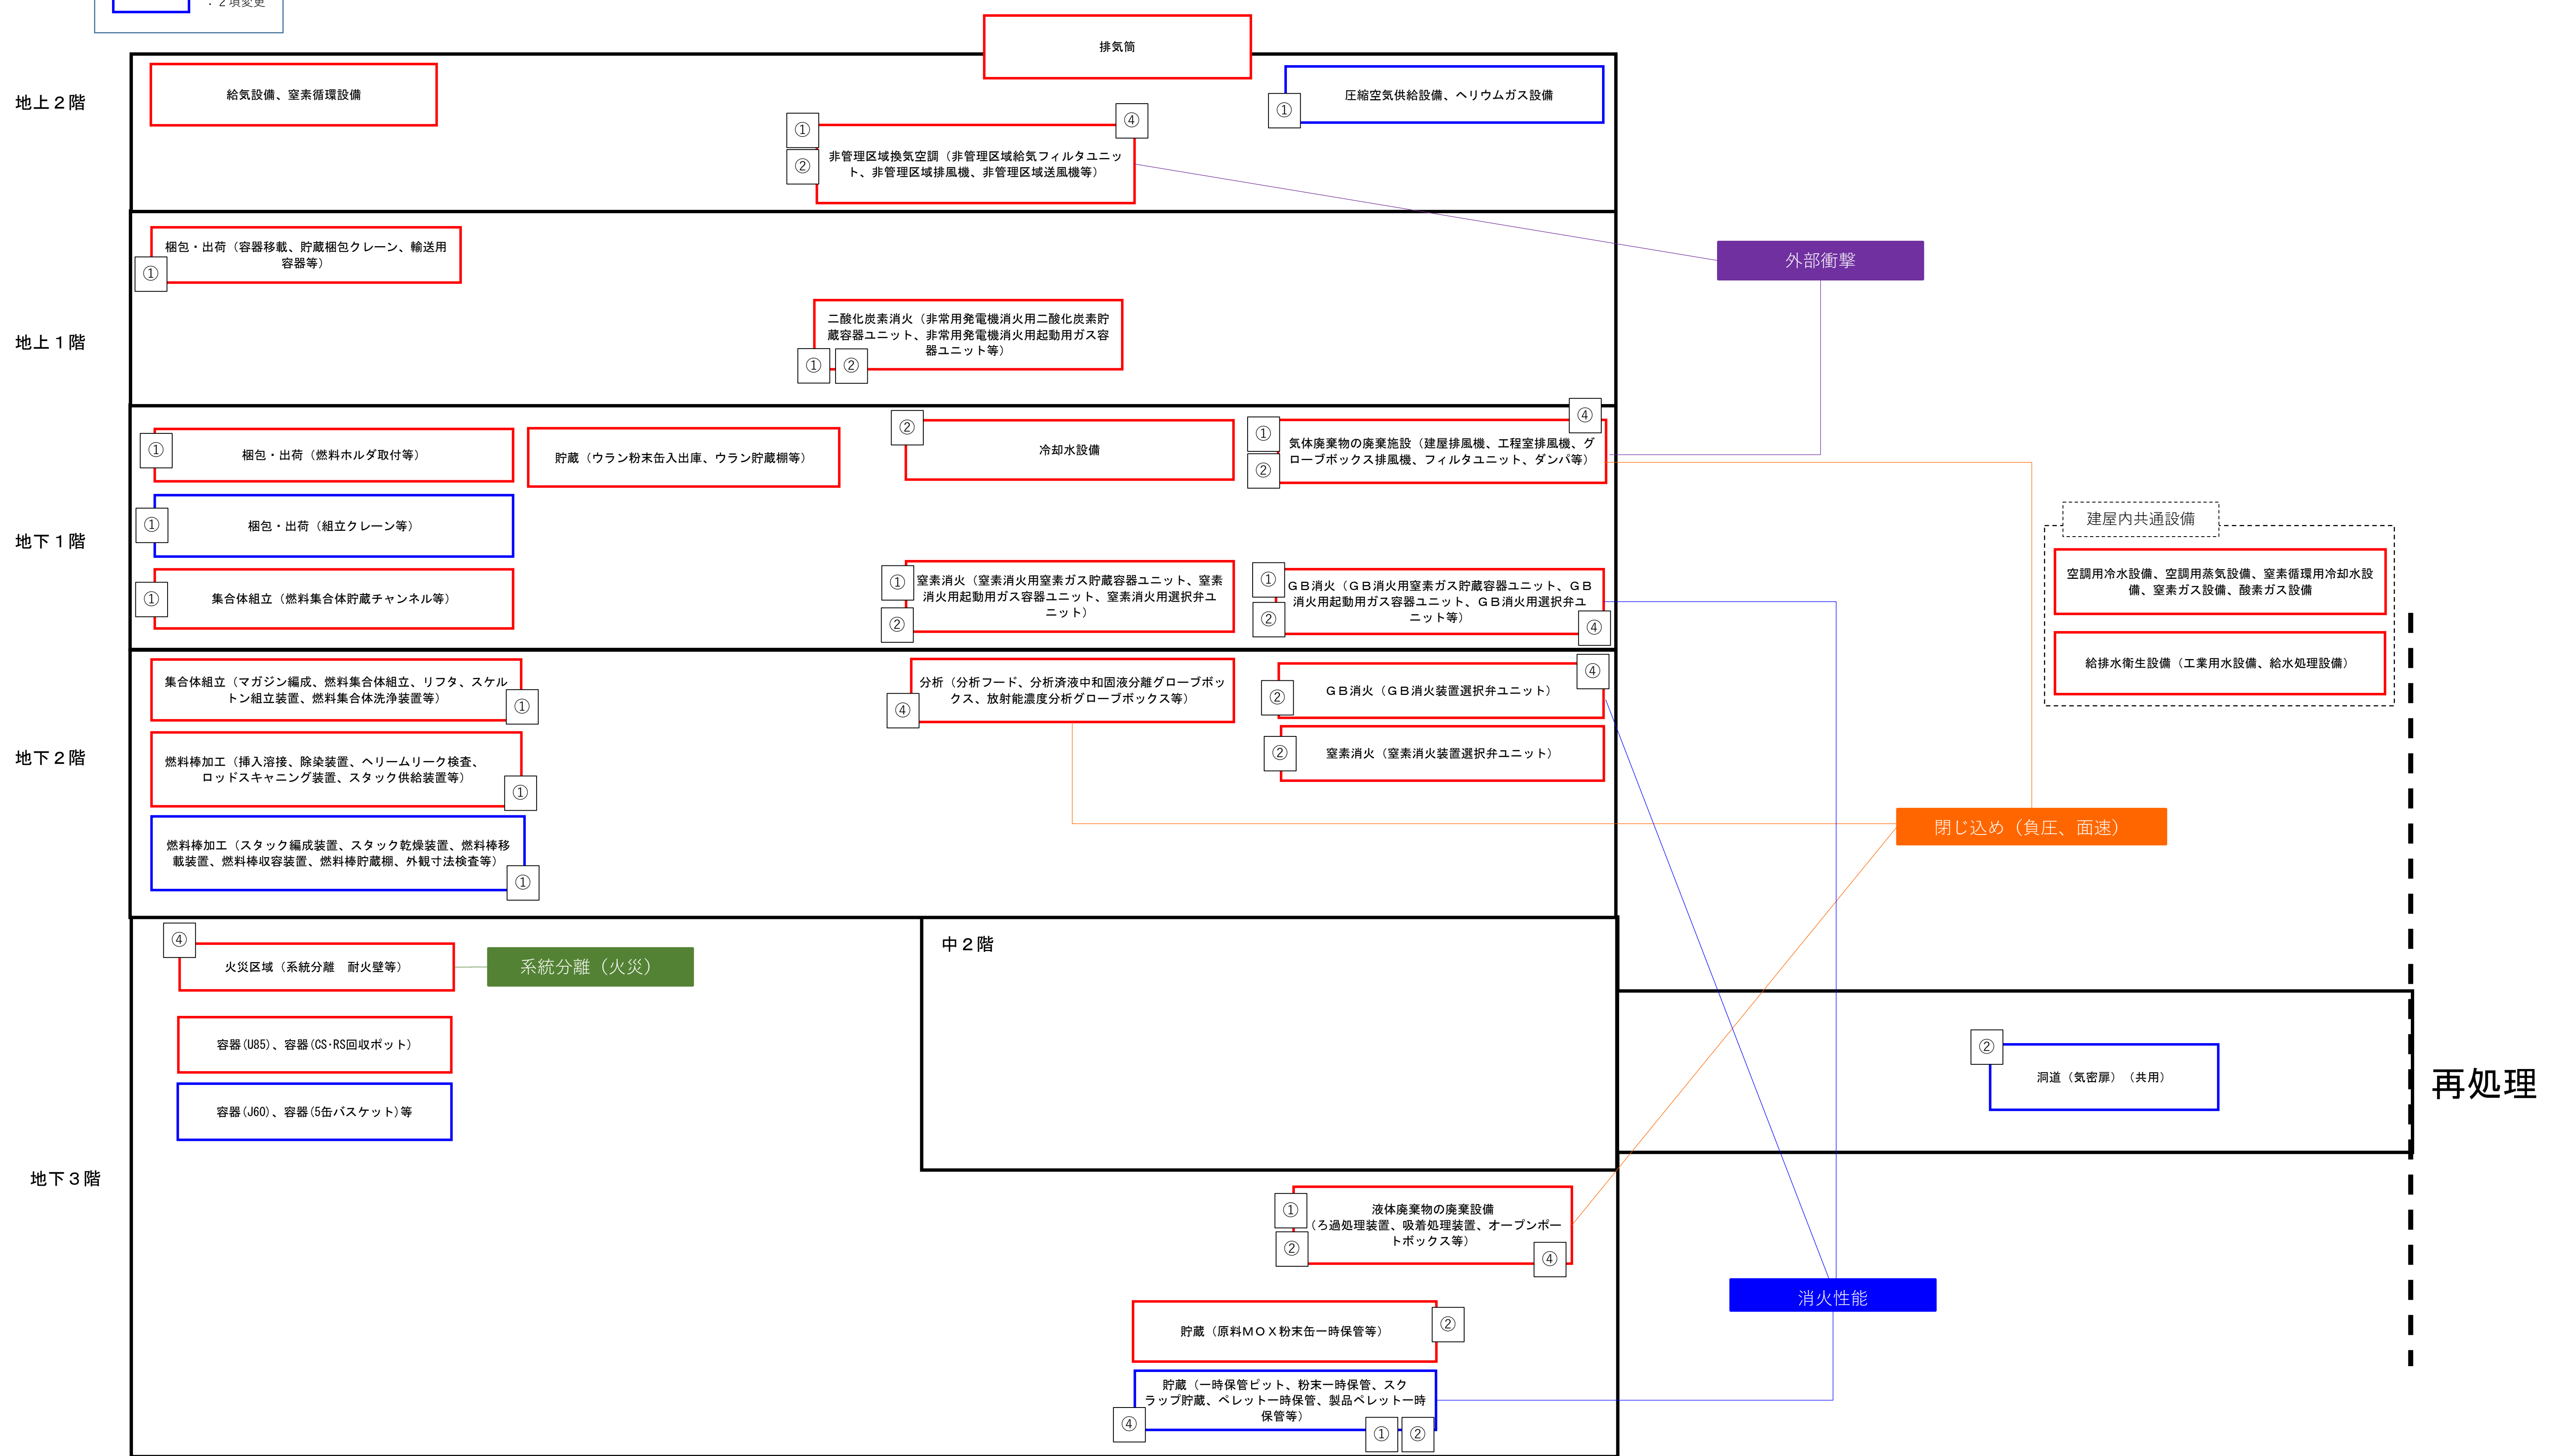 ：２項変更
排気筒
地上２階
給気設備、窒素循環設備
圧縮空気供給設備、ヘリウムガス設備
①
④
①
②
非管理区域換気空調（非管理区域給気フィルタユニッ
ト、非管理区域排風機、非管理区域送風機等）
梱包・出荷（容器移載、貯蔵梱包クレーン、輸送用
容器等）
①
外部衝撃
地上１階
二酸化炭素消火（非常用発電機消火用二酸化炭素貯
蔵容器ユニット、非常用発電機消火用起動用ガス容
器ユニット等）
①
②
地下１階
①
梱包・出荷（燃料ホルダ取付等）
貯蔵（ウラン粉末缶入出庫、ウラン貯蔵棚等）
②
冷却水設備
①
②
④
気体廃棄物の廃棄施設（建屋排風機、工程室排風機、グ
ローブボックス排風機、フィルタユニット、ダンパ等）
①
梱包・出荷（組立クレーン等）
①
集合体組立（燃料集合体貯蔵チャンネル等）
①
②
窒素消火（窒素消火用窒素ガス貯蔵容器ユニット、窒素
消火用起動用ガス容器ユニット、窒素消火用選択弁ユ
ニット）
①
②
ＧＢ消火（ＧＢ消火用窒素ガス貯蔵容器ユニット、ＧＢ
消火用起動用ガス容器ユニット、ＧＢ消火用選択弁ユ
ニット等）
④
建屋内共通設備
空調用冷水設備、空調用蒸気設備、窒素循環用冷却水設
備、窒素ガス設備、酸素ガス設備
給排水衛生設備（工業用水設備、給水処理設備）
地下２階
集合体組立（マガジン編成、燃料集合体組立、リフタ、スケル
トン組立装置、燃料集合体洗浄装置等）
①
④
分析（分析フード、分析済液中和固液分離グローブボッ
クス、放射能濃度分析グローブボックス等）
②
ＧＢ消火（ＧＢ消火装置選択弁ユニット）
④
②
窒素消火（窒素消火装置選択弁ユニット）
燃料棒加工（挿入溶接、除染装置、ヘリームリーク検査、
ロッドスキャニング装置、スタック供給装置等）
①
燃料棒加工（スタック編成装置、スタック乾燥装置、燃料棒移
載装置、燃料棒収容装置、燃料棒貯蔵棚、外観寸法検査等）
①
閉じ込め（負圧、面速）
地下３階
④
火災区域（系統分離　耐火壁等）
系統分離（火災）
中２階
容器(U85)、容器(CS･RS回収ポット)
容器(J60)、容器(5缶バスケット)等
②
洞道（気密扉）（共用）
再処理
①
②
液体廃棄物の廃棄設備
（ろ過処理装置、吸着処理装置、オープンポー
トボックス等）
④
消火性能
貯蔵（原料ＭＯＸ粉末缶一時保管等）
②
貯蔵（一時保管ピット、粉末一時保管、スク
ラップ貯蔵、ペレット一時保管、製品ペレット一時
保管等）
④
①
②